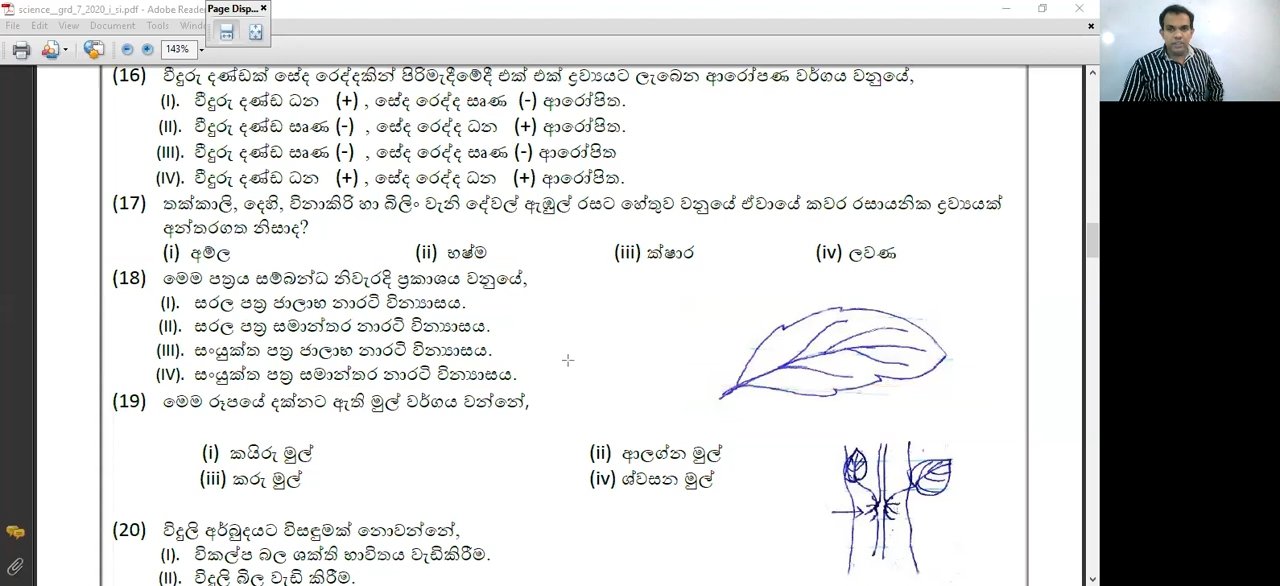 science__grd_7_2020_i_si.pdf - Adobe Reader
Page Disp...
File Edit View Document Tools Window
143%
(16) වීදුරු දණ්ඩක් සේද රෙද්දකින් පිරිමැදීමේදී එක් එක් ද්‍රව්‍යයට ලැබෙන ආරෝපණ වර්ගය වනුයේ,
(I). වීදුරු දණ්ඩ ධන (+) , සේද රෙද්ද සෘණ (-) ආරෝපිත.
(II). වීදුරු දණ්ඩ සෘණ (-) , සේද රෙද්ද ධන (+) ආරෝපිත.
(III). වීදුරු දණ්ඩ සෘණ (-) , සේද රෙද්ද සෘණ (-) ආරෝපිත
(IV). වීදුරු දණ්ඩ ධන (+) , සේද රෙද්ද ධන (+) ආරෝපිත.
(17) තක්කාලි, දෙහි, විනාකිරි හා බිලිං වැනි දේවල් ඇඹුල් රසට හේතුව වනුයේ ඒවායේ කවර රසායනික ද්‍රව්‍යයක්
අන්තරගත නිසාද?
(i) අම්ල (ii) භෂ්ම (iii) ක්ෂාර (iv) ලවණ
(18) මෙම පත්‍රය සම්බන්ධ නිවැරදි ප්‍රකාශය වනුයේ,
(I). සරල පත්‍ර ජාලාභ නාරටි වින්‍යාසය.
(II). සරල පත්‍ර සමාන්තර නාරටි වින්‍යාසය.
(III). සංයුක්ත පත්‍ර ජාලාභ නාරටි වින්‍යාසය.
(IV). සංයුක්ත පත්‍ර සමාන්තර නාරටි වින්‍යාසය.
(19) මෙම රූපයේ දක්නට ඇති මුල් වර්ගය වන්නේ,
(i) කයිරු මුල් (ii) ආලග්න මුල්
(iii) කරු මුල් (iv) ශ්වසන මුල්
(20) විදුලි අර්බුදයට විසඳුමක් නොවන්නේ,
(I). විකල්ප බල ශක්ති භාවිතය වැඩිකිරීම.
(II). විදුලි බිල වැඩි කිරීම.